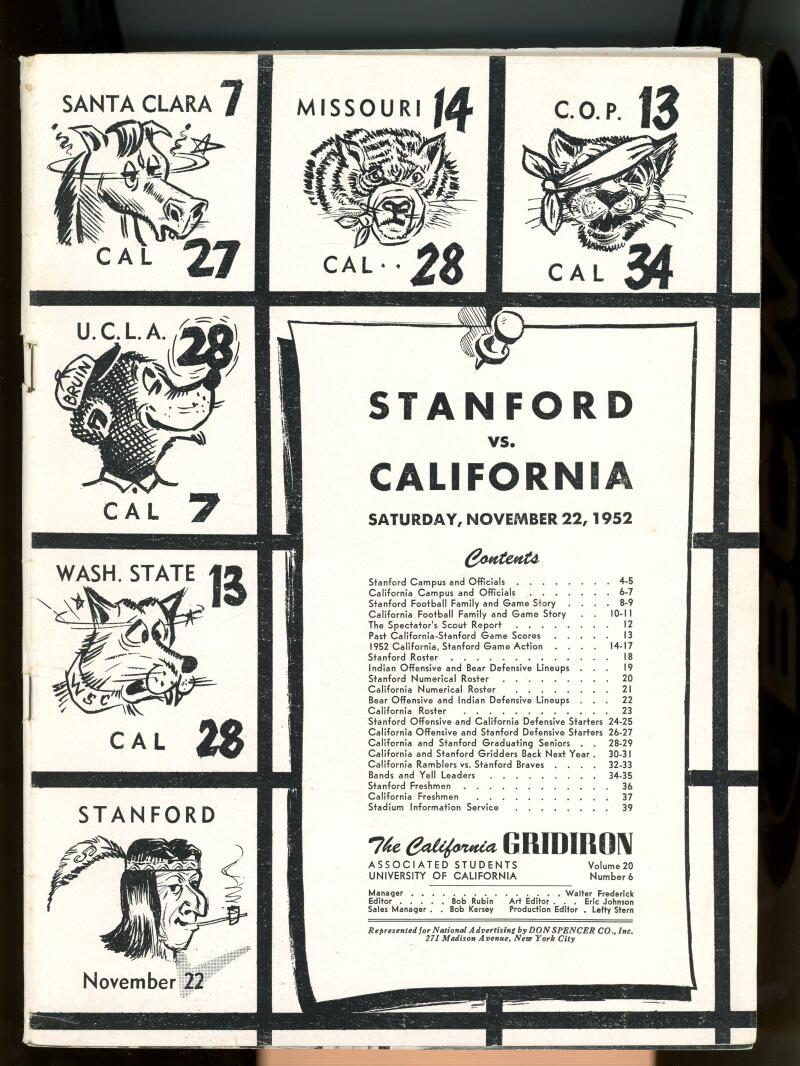 SANTA CLARA 7
CAL 27
MISSOURI 14
CAL·· 28
C.O.P. 13
CAL 34
U.C.L.A. 28
BRUIN
CAL 7
WASH. STATE 13
WSC
CAL 28
STANFORD
November 22
STANFORD
VS.
CALIFORNIA
SATURDAY, NOVEMBER 22, 1952
Contents
Stanford Campus and Officials . . . . . . . . 4-5
California Campus and Officials . . . . . . . 6-7
Stanford Football Family and Game Story . . . . 8-9
California Football Family and Game Story . . 10-11
The Spectator's Scout Report . . . . . . . . 12
Past California-Stanford Game Scores . . . . . 13
1952 California, Stanford Game Action . . . . 14-17
Stanford Roster . . . . . . . . . . . . 18
Indian Offensive and Bear Defensive Lineups . . . 19
Stanford Numerical Roster . . . . . . . . . 20
California Numerical Roster . . . . . . . . 21
Bear Offensive and Indian Defensive Lineups . . . 22
California Roster . . . . . . . . . . . 23
Stanford Offensive and California Defensive Starters 24-25
California Offensive and Stanford Defensive Starters 26-27
California and Stanford Graduating Seniors . . 28-29
California and Stanford Gridders Back Next Year . 30-31
California Ramblers vs. Stanford Braves . . . . 32-33
Bands and Yell Leaders . . . . . . . . . 34-35
Stanford Freshmen . . . . . . . . . . . 36
California Freshmen . . . . . . . . . . 37
Stadium Information Service . . . . . . . . 39
The California GRIDIRON
ASSOCIATED STUDENTS Volume 20
UNIVERSITY OF CALIFORNIA Number 6
Manager . . . . . . . . . . . . . . Walter Frederick
Editor . . . . . Bob Rubin Art Editor . . . Eric Johnson
Sales Manager . . Bob Kersey Production Editor . Lefty Stern
Represented for National Advertising by DON SPENCER CO., Inc.
271 Madison Avenue, New York City